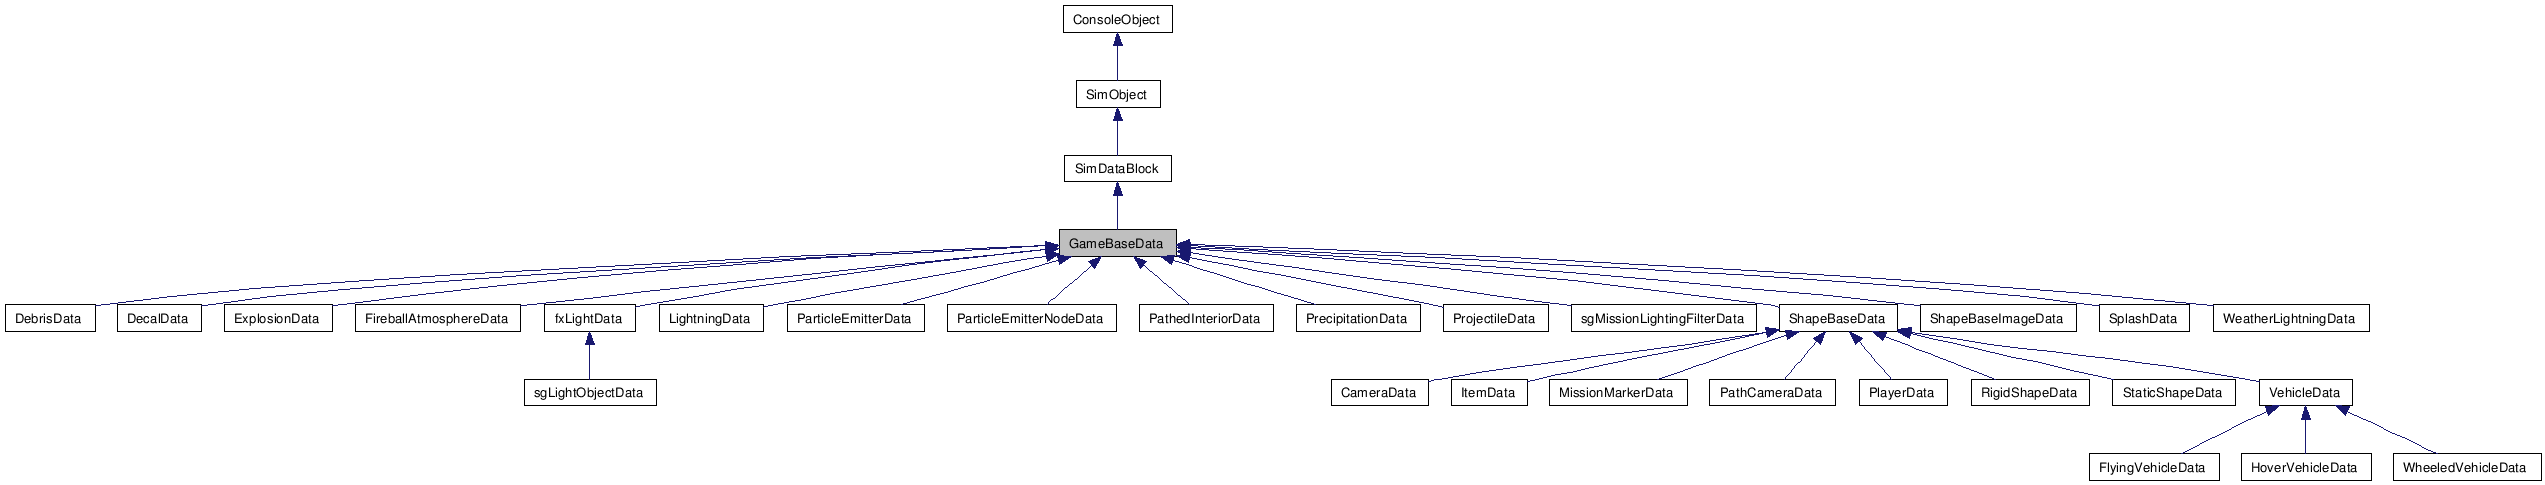 ConsoleObject
SimObject
SimDataBlock
GameBaseData
DebrisData
DecalData
ExplosionData
FireballAtmosphereData
fxLightData
LightningData
ParticleEmitterData
ParticleEmitterNodeData
PathedInteriorData
PrecipitationData
ProjectileData
sgMissionLightingFilterData
ShapeBaseData
ShapeBaseImageData
SplashData
WeatherLightningData
sgLightObjectData
CameraData
ItemData
MissionMarkerData
PathCameraData
PlayerData
RigidShapeData
StaticShapeData
VehicleData
FlyingVehicleData
HoverVehicleData
WheeledVehicleData